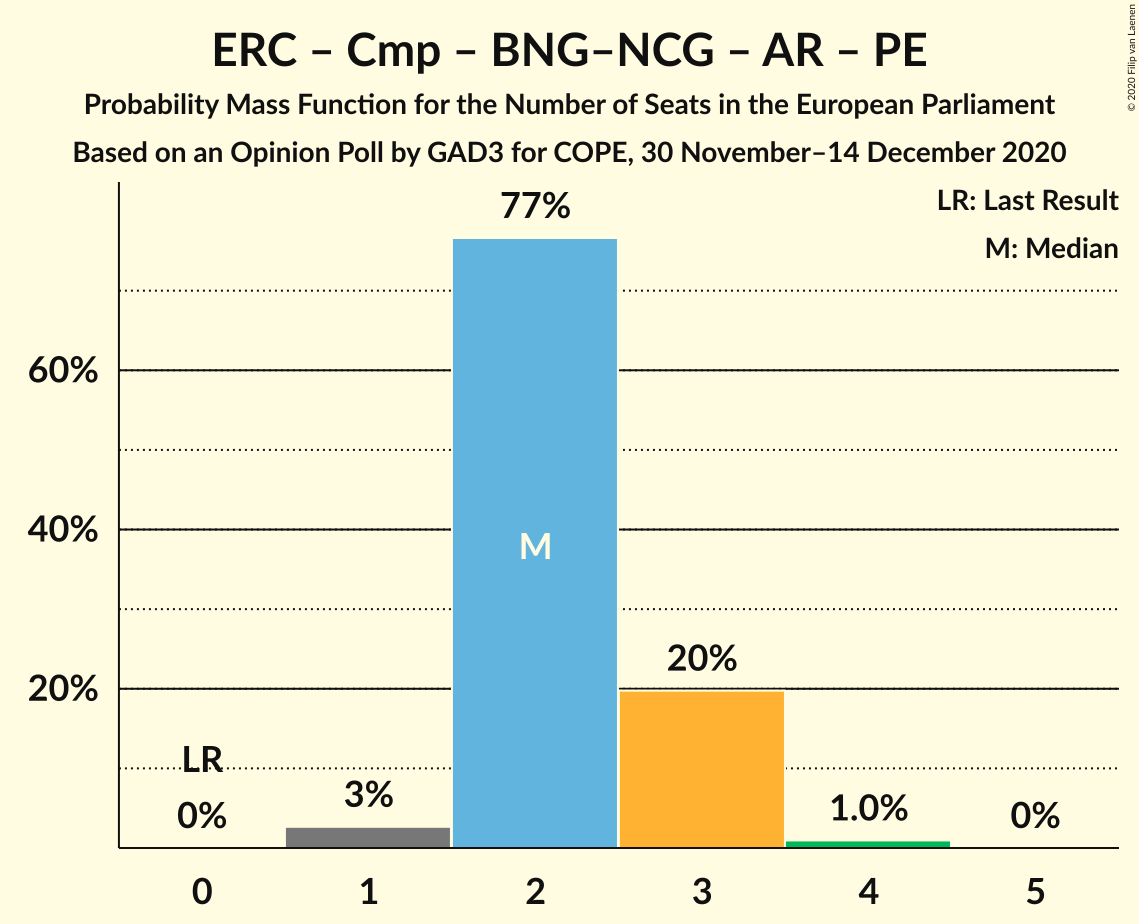 ERC – Cmp – BNG–NCG – AR – PE
Probability Mass Function for the Number of Seats in the European Parliament
Based on an Opinion Poll by GAD3 for COPE, 30 November–14 December 2020
© 2020 Filip van Laenen
LR: Last Result
M: Median
77%
60%
40%
20%
M
20%
LR
0%
3%
1.0%
0%
0 1 2 3 4 5